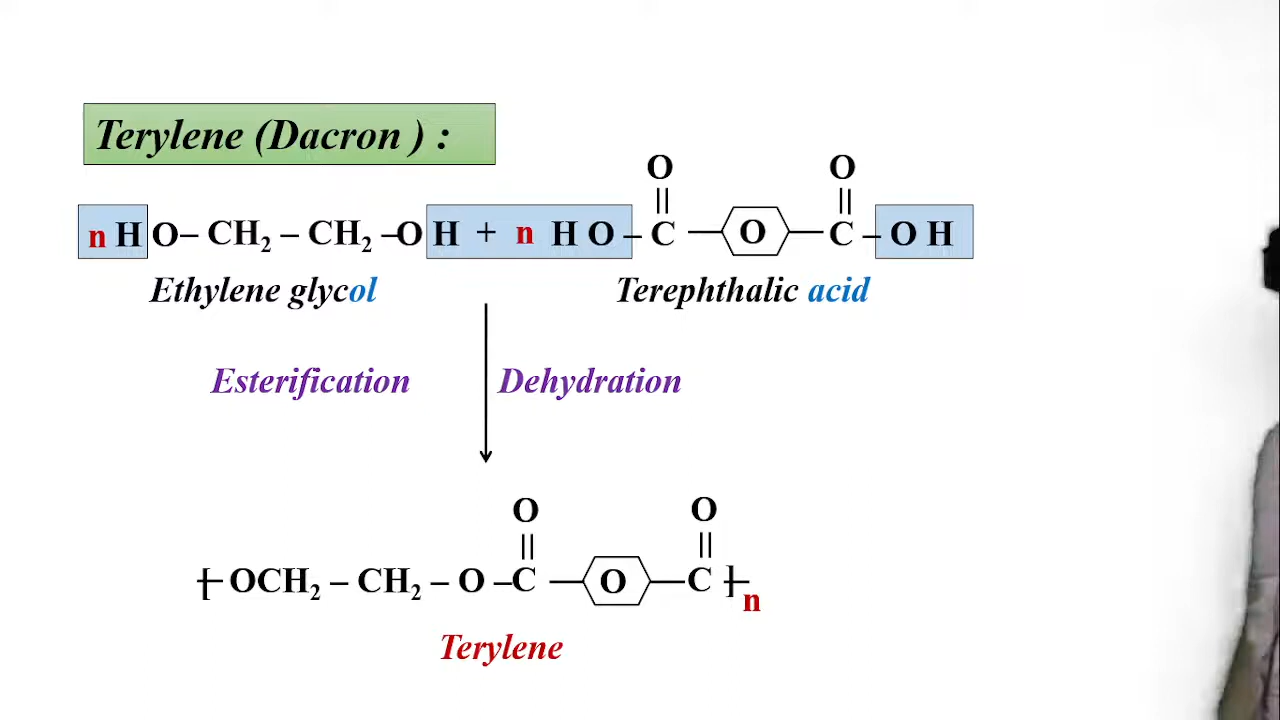 Terylene (Dacron ) :
O O
|| ||
n H O– CH₂ – CH₂ –O H + n H O – C — O — C – O H
Ethylene glycol Terephthalic acid
Esterification Dehydration
O O
|| ||
[ OCH₂ – CH₂ – O –C — O — C ]n
Terylene